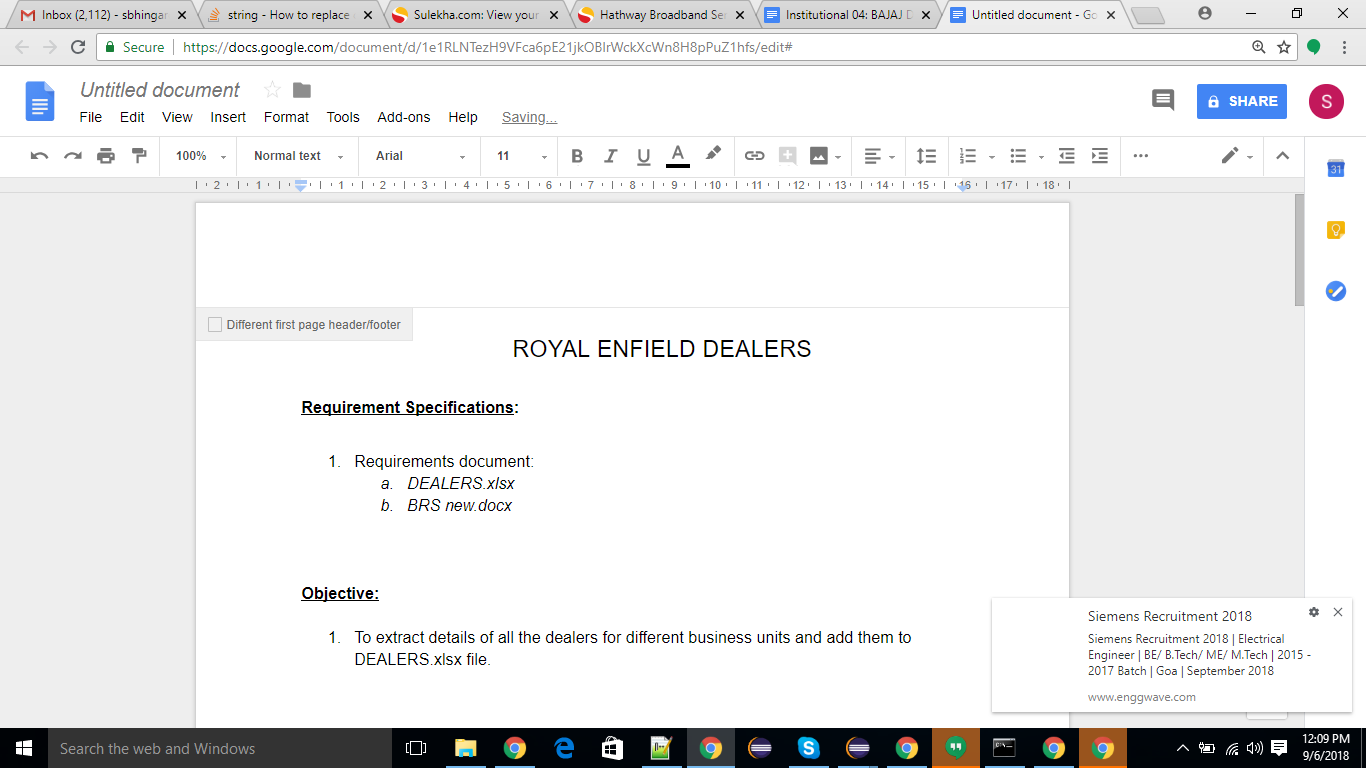 Inbox (2,112) - sbhingar
string - How to replace
Sulekha.com: View your
Hathway Broadband Ser
Institutional 04: BAJAJ D
Untitled document - Go
Secure
https://docs.google.com/document/d/1e1RLNTezH9VFca6pE21jkOBIrWckXcWn8H8pPuZ1hfs/edit#
Untitled document
File Edit View Insert Format Tools Add-ons Help Saving...
SHARE
S
100% Normal text Arial 11 B I U A
31
2 1 1 2 3 4 5 6 7 8 9 10 11 12 13 14 15 16 17 18
Different first page header/footer
ROYAL ENFIELD DEALERS
Requirement Specifications:
1. Requirements document:
a. DEALERS.xlsx
b. BRS new.docx
Objective:
1. To extract details of all the dealers for different business units and add them to
DEALERS.xlsx file.
Siemens Recruitment 2018
Siemens Recruitment 2018 | Electrical
Engineer | BE/ B.Tech/ ME/ M.Tech | 2015 -
2017 Batch | Goa | September 2018
www.enggwave.com
Search the web and Windows
12:09 PM
9/6/2018